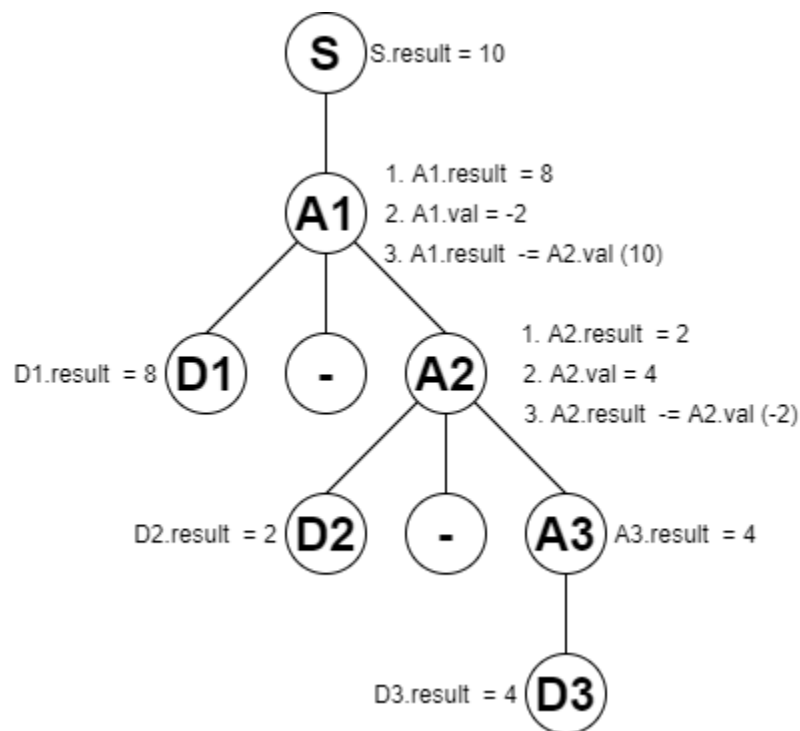 S
S.result = 10
A1
1. A1.result = 8
2. A1.val = -2
3. A1.result -= A2.val (10)
D1.result = 8
D1
-
A2
1. A2.result = 2
2. A2.val = 4
3. A2.result -= A2.val (-2)
D2.result = 2
D2
-
A3
A3.result = 4
D3.result = 4
D3